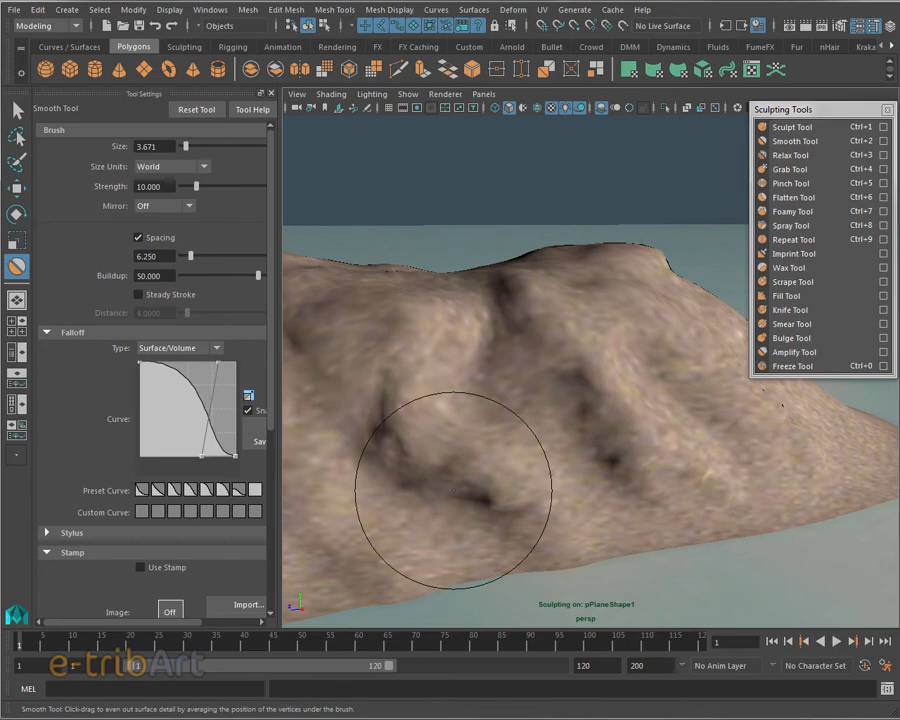 File Edit Create Select Modify Display Windows Mesh Edit Mesh Mesh Tools Mesh Display Curves Surfaces Deform UV Generate Cache
Modeling Objects No Live Surface
Curves / Surfaces Polygons Sculpting Rigging Animation Rendering FX FX Caching Custom Arnold Bullet Crowd DMM Dynamics Fluids FumeFX Fur nHair Kraka
Tool Settings
Smooth Tool Reset Tool Tool Help
Brush
Size: 3.671
Size Units: World
Strength: 10.000
Mirror: Off
Spacing
6.250
Buildup: 50.000
Steady Stroke
Distance: 4.0000
Falloff
Type: Surface/Volume
Curve:
Sna
Sav
Preset Curve:
Custom Curve:
Stylus
Stamp
Use Stamp
Image: Off Import...
View Shading Lighting Show Renderer Panels
Sculpting Tools
Sculpt Tool Ctrl+1
Smooth Tool Ctrl+2
Relax Tool Ctrl+3
Grab Tool Ctrl+4
Pinch Tool Ctrl+5
Flatten Tool Ctrl+6
Foamy Tool Ctrl+7
Spray Tool Ctrl+8
Repeat Tool Ctrl+9
Imprint Tool
Wax Tool
Scrape Tool
Fill Tool
Knife Tool
Smear Tool
Bulge Tool
Amplify Tool
Freeze Tool Ctrl+0
Sculpting on: pPlaneShape1
persp
5 10 15 20 25 30 35 40 45 50 55 60 65 70 75 80 85 90 95 100 105 110 115 12
1
1 1 1 120 120 200 No Anim Layer No Character Set
e-tribArt
MEL
Smooth Tool: Click-drag to even out surface detail by averaging the position of the vertices under the brush.